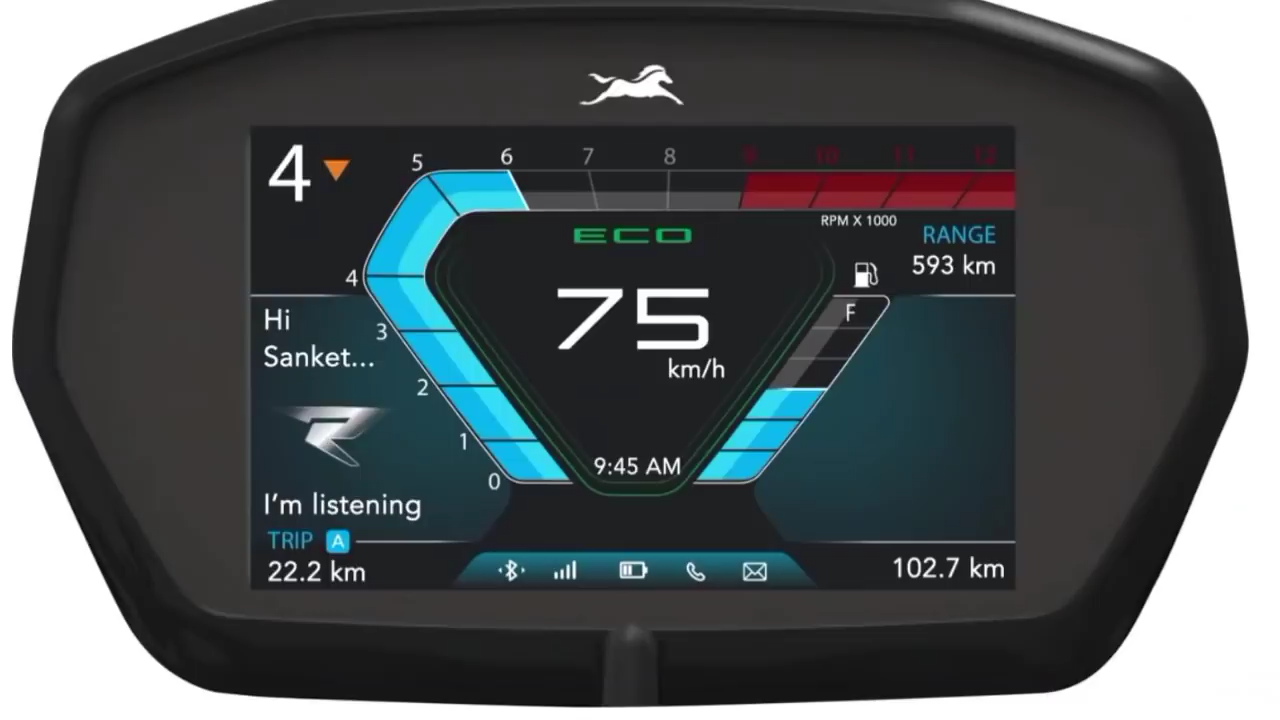 4
5 6 7 8 9 10 11 12
RPM X 1000
RANGE
593 km
ECO
75
km/h
F
4
3
2
1
0
Hi
Sanket...
I'm listening
9:45 AM
TRIP A
22.2 km
102.7 km